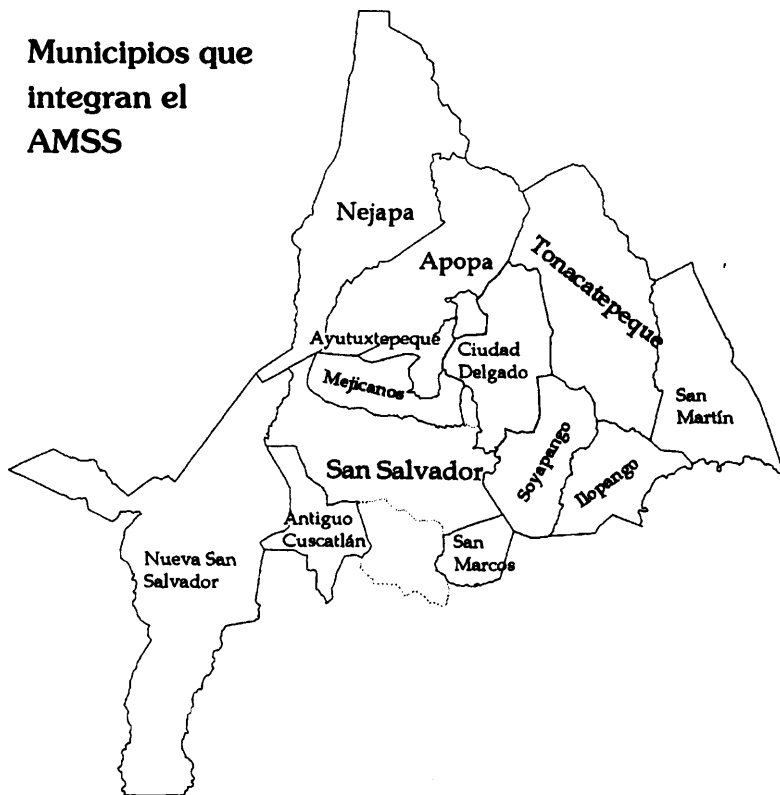 Municipios que
integran el
AMSS
Nejapa
Apopa
Tonacatepeque
Ayutuxtepeque
Ciudad
Delgado
Mejicanos
San
Martín
San Salvador
Soyapango
Ilopango
Antiguo
Cuscatlán
San
Marcos
Nueva San
Salvador